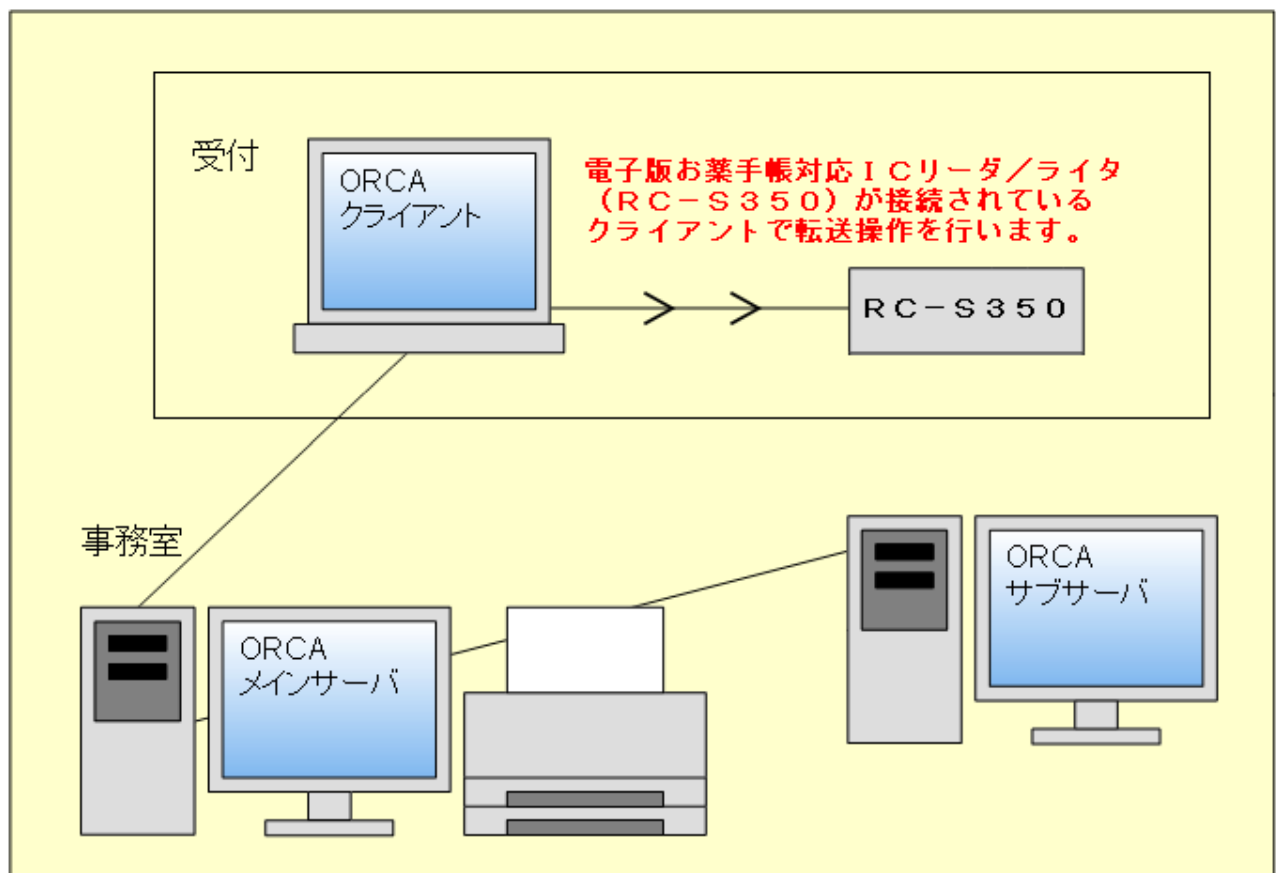 受付
ORCA
クライアント
電子版お薬手帳対応ＩＣリーダ／ライタ
（ＲＣ－Ｓ３５０）が接続されている
クライアントで転送操作を行います。
ＲＣ－Ｓ３５０
事務室
ORCA
メインサーバ
ORCA
サブサーバ